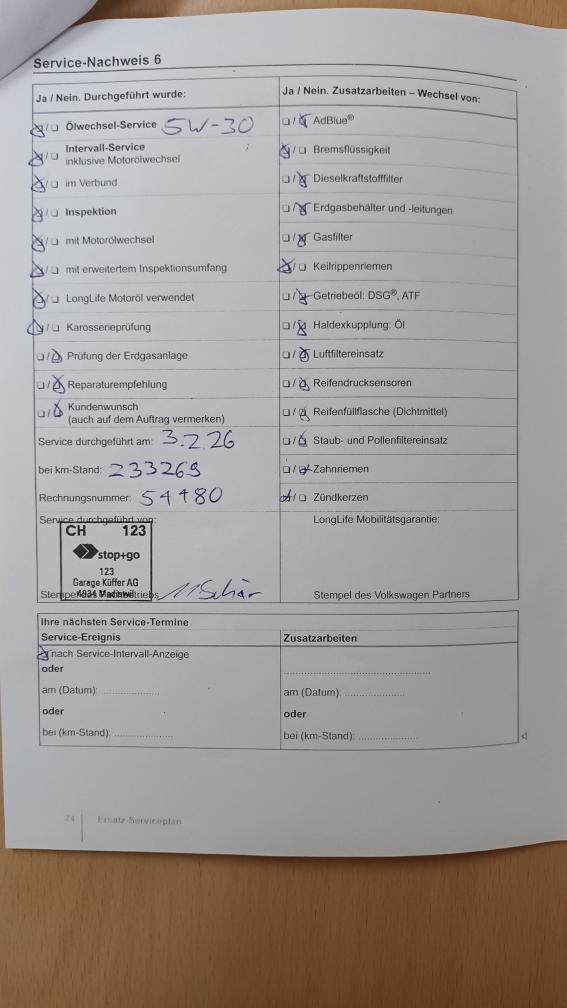 Service-Nachweis 6
Ja / Nein. Durchgeführt wurde:
Ölwechsel-Service 5W-30
Intervall-Service
inklusive Motorölwechsel
im Verbund
Inspektion
mit Motorölwechsel
mit erweitertem Inspektionsumfang
LongLife Motoröl verwendet
Karosserieprüfung
Prüfung der Erdgasanlage
Reparaturempfehlung
Kundenwunsch
(auch auf dem Auftrag vermerken)
Service durchgeführt am: 3.2.26
bei km-Stand:
Rechnungsnummer:
Service durchgeführt von:
CH 123
stop+go
123
Garage Küffer AG
Ja / Nein. Zusatzarbeiten – Wechsel von:
AdBlue®
Bremsflüssigkeit
Dieselkraftstofffilter
Erdgasbehälter und -leitungen
Gasfilter
Keilrippenriemen
Getriebeöl: DSG®, ATF
Haldexkupplung: Öl
Luftfiltereinsatz
Reifendrucksensoren
Reifenfüllflasche (Dichtmittel)
Staub- und Pollenfiltereinsatz
Zahnriemen
Zündkerzen
LongLife Mobilitätsgarantie:
Stempel des Volkswagen Partners
Ihre nächsten Service-Termine
Service-Ereignis
nach Service-Intervall-Anzeige
oder
am (Datum): ....................
oder
bei (km-Stand): ....................
Zusatzarbeiten
am (Datum): ....................
oder
bei (km-Stand): ....................
24 Ersatz-Serviceplan